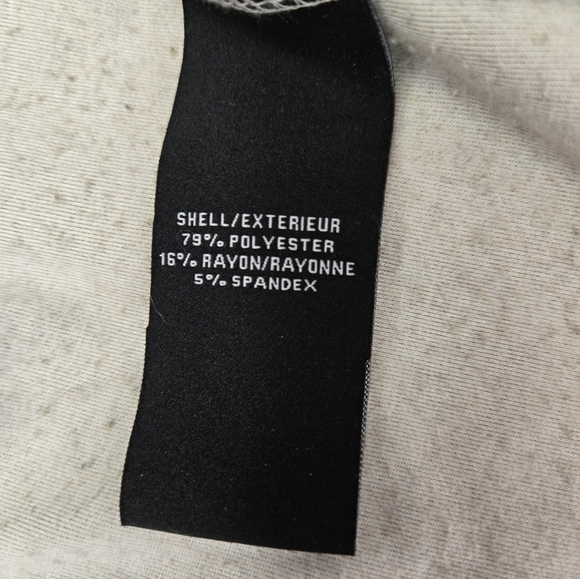 SHELL/EXTERIEUR
79% POLYESTER
16% RAYON/RAYONNE
5% SPANDEX